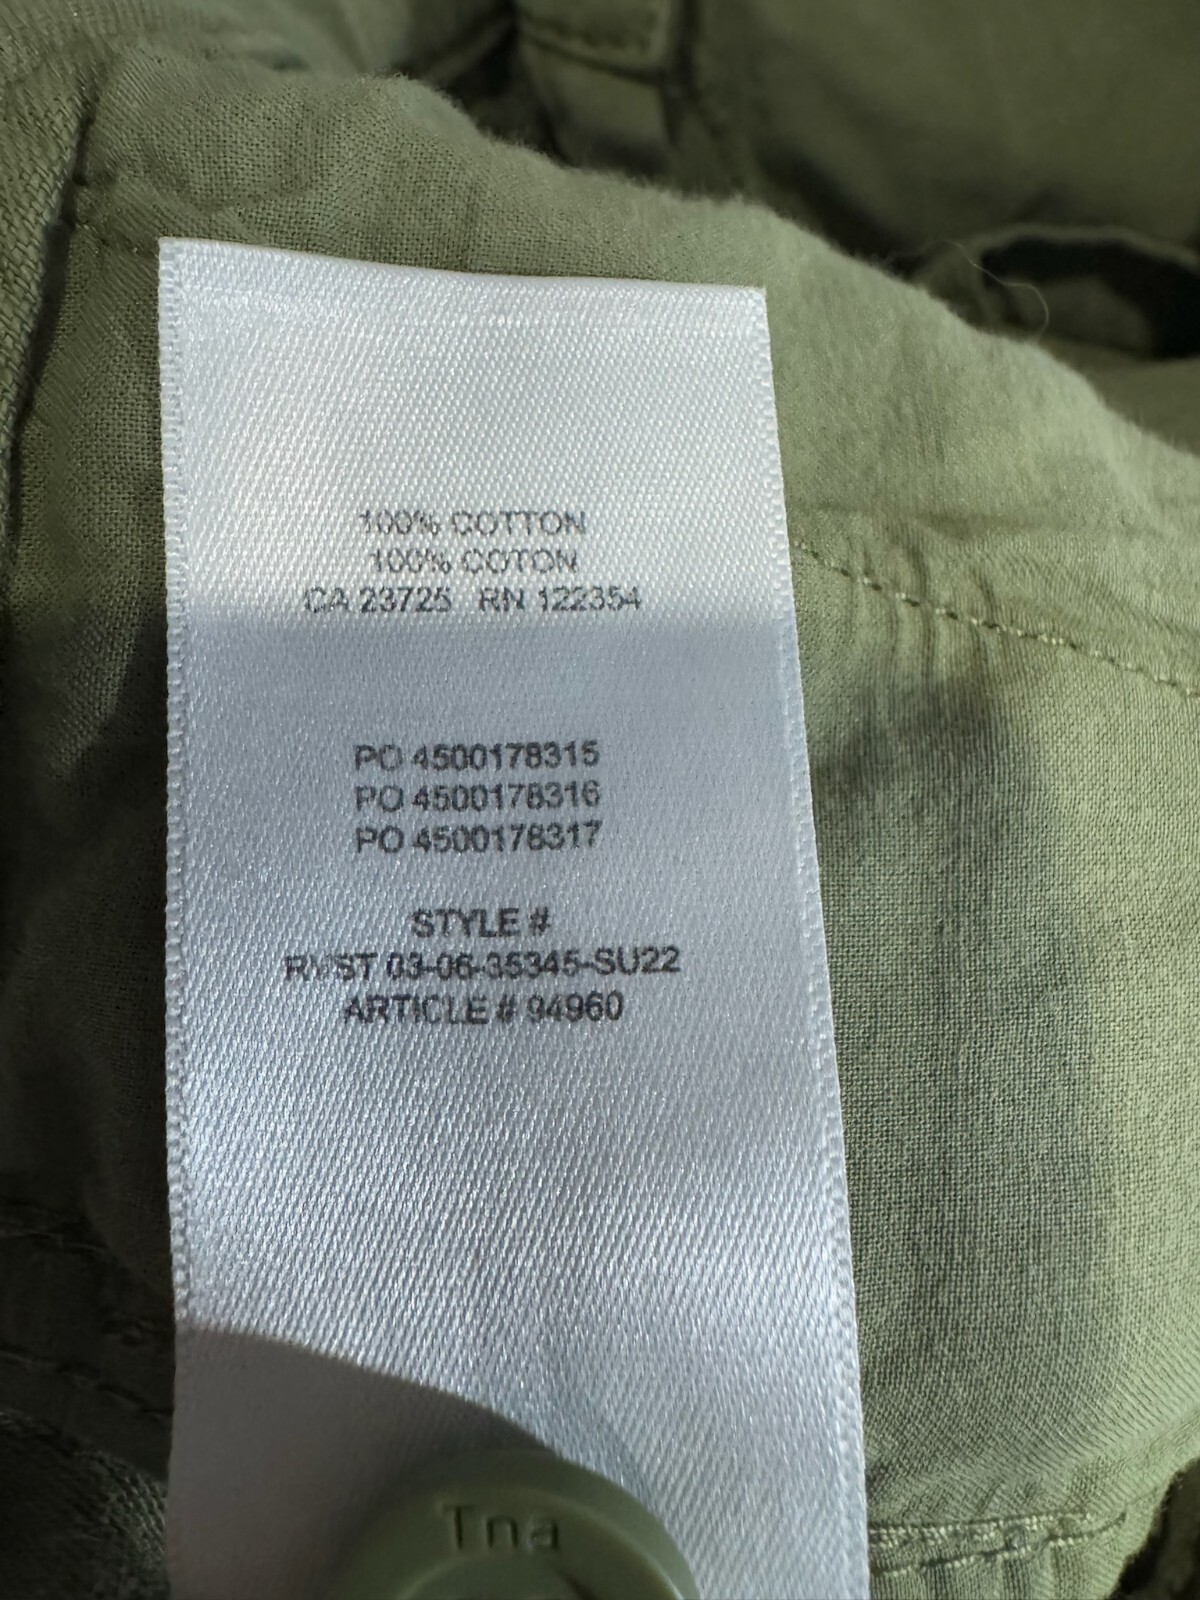 100% COTTON
100% COTON
CA 23725 RN 122354
PO 4500178315
PO 4500178316
PO 4500178317
STYLE #
03-06-35345-SU22
ARTICLE # 94960
Tna